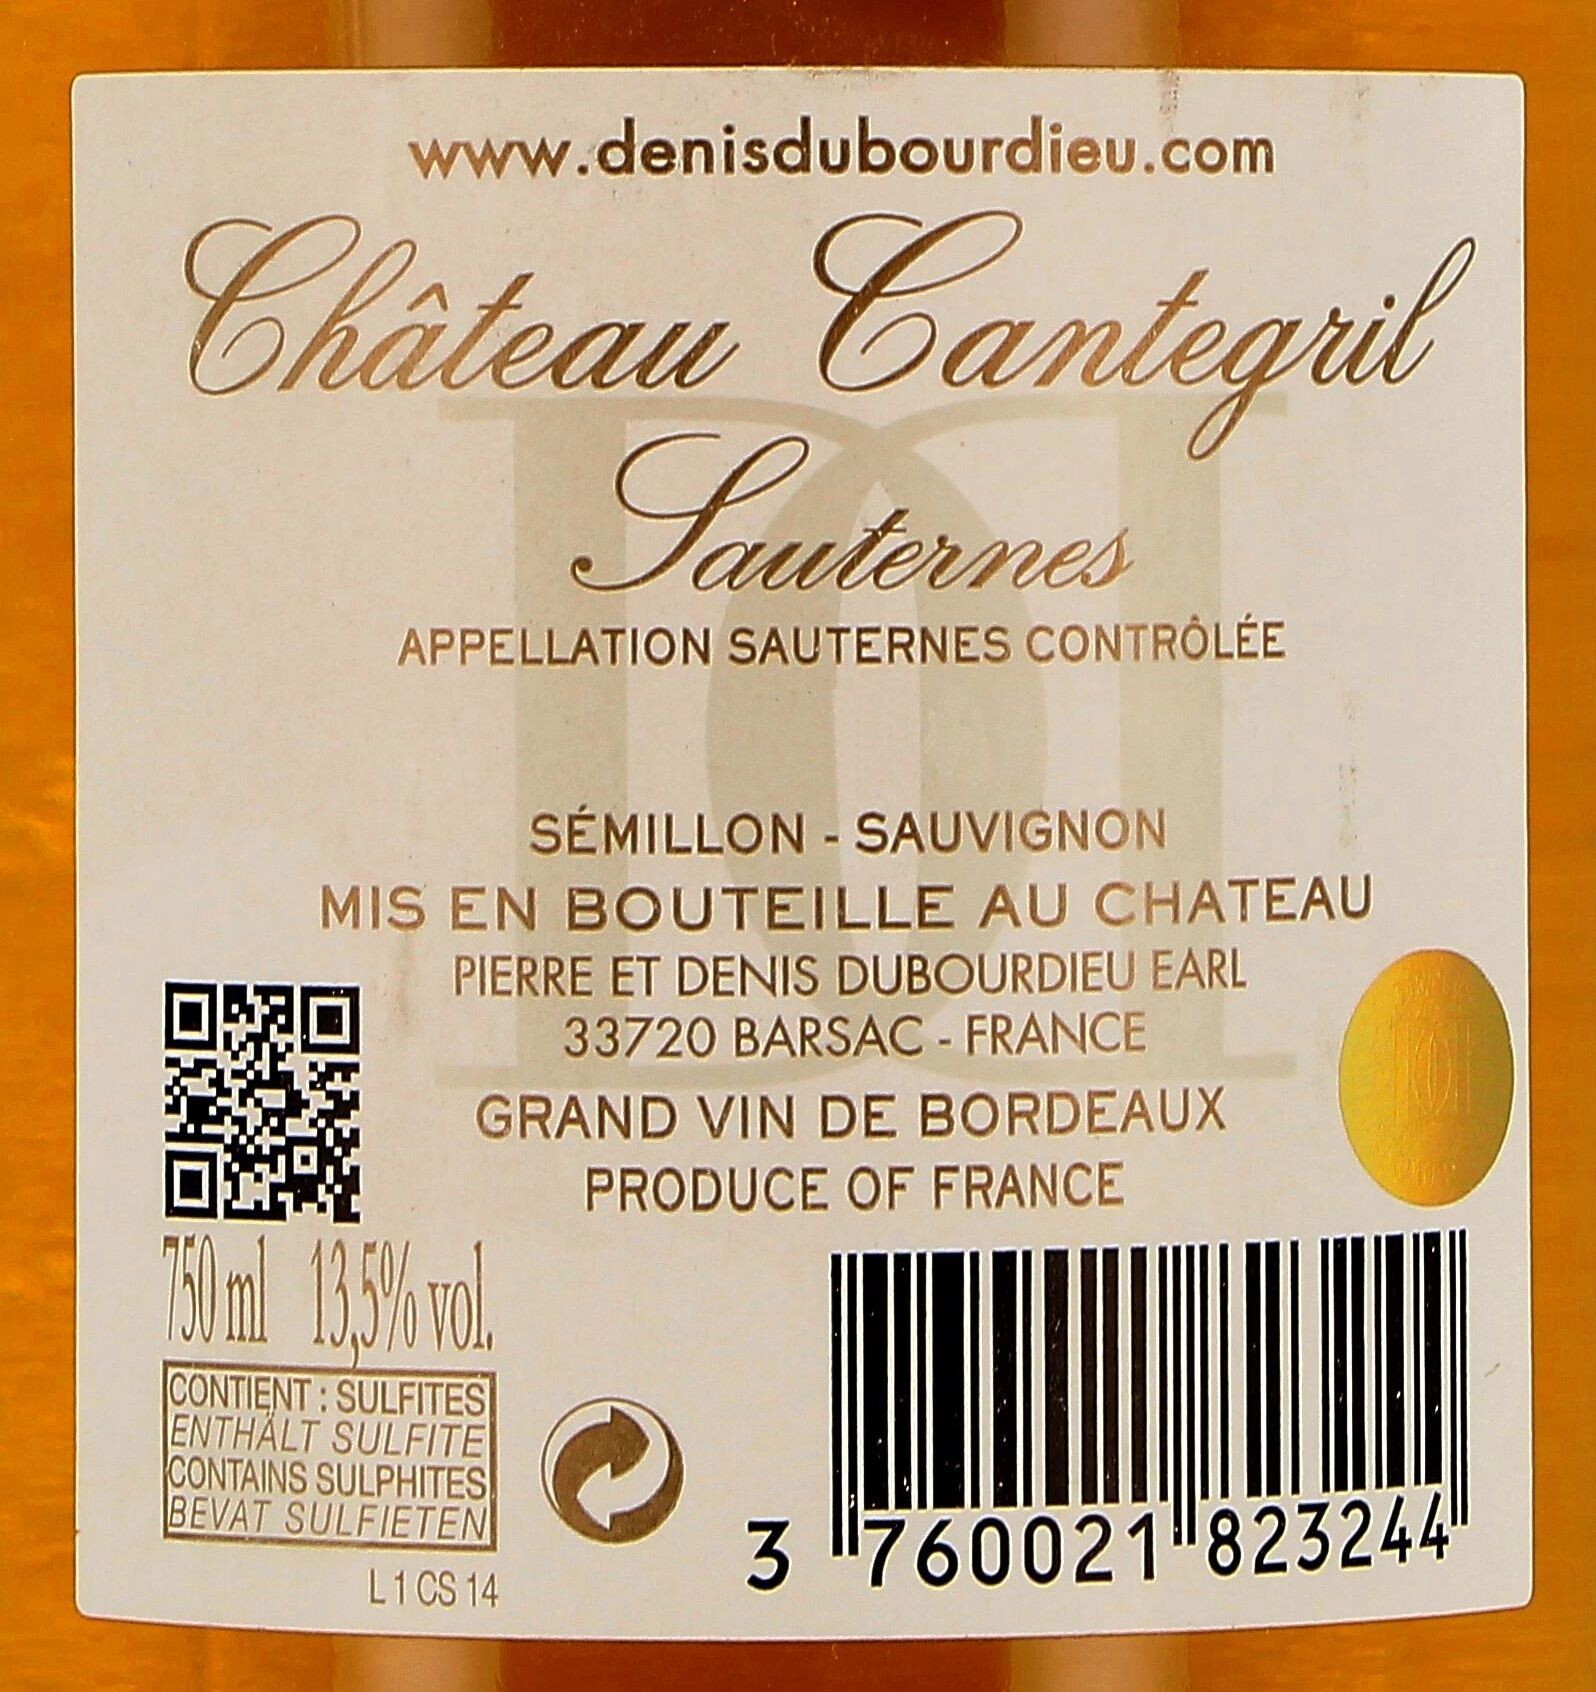 www.denisdubourdieu.com
Château Cantegril
Sauternes
APPELLATION SAUTERNES CONTRÔLÉE
SÉMILLON - SAUVIGNON
MIS EN BOUTEILLE AU CHATEAU
PIERRE ET DENIS DUBOURDIEU EARL
33720 BARSAC - FRANCE
GRAND VIN DE BORDEAUX
PRODUCE OF FRANCE
750 ml 13,5% vol.
CONTIENT : SULFITES
ENTHÄLT SULFITE
CONTAINS SULPHITES
BEVAT SULFIETEN
L 1 CS 14
3 760021 823244